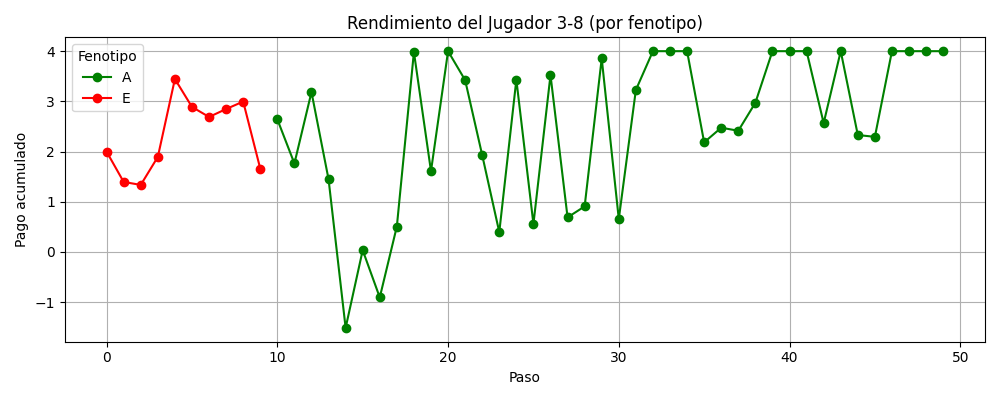 Rendimiento del Jugador 3-8 (por fenotipo)
Fenotipo
A
E
Pago acumulado
4
3
2
1
0
−1
0 10 20 30 40 50
Paso